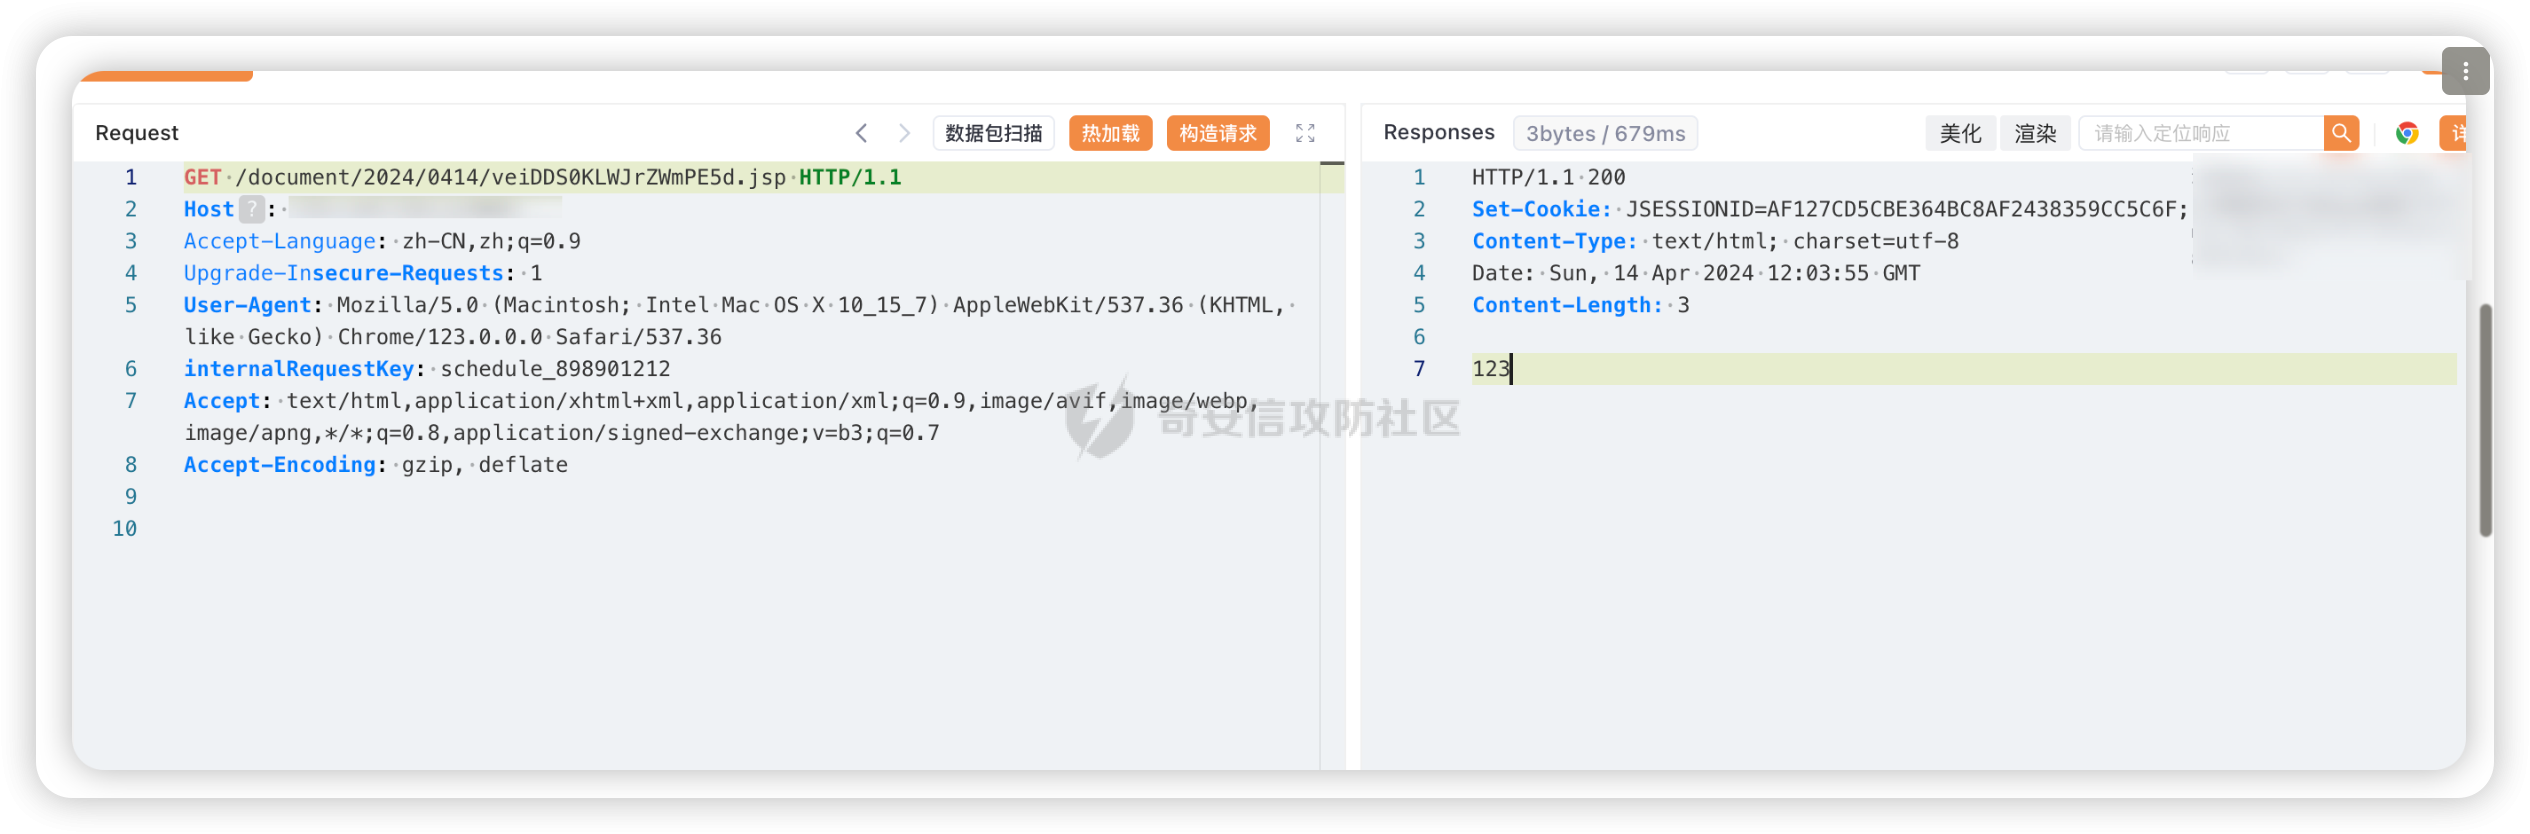 Request
数据包扫描
热加载
构造请求
1 GET /document/2024/0414/veiDDS0KLWJrZWmPE5d.jsp HTTP/1.1
2 Host ? :
3 Accept-Language: zh-CN,zh;q=0.9
4 Upgrade-Insecure-Requests: 1
5 User-Agent: Mozilla/5.0 (Macintosh; Intel Mac OS X 10_15_7) AppleWebKit/537.36 (KHTML,
like Gecko) Chrome/123.0.0.0 Safari/537.36
6 internalRequestKey: schedule_898901212
7 Accept: text/html,application/xhtml+xml,application/xml;q=0.9,image/avif,image/webp,
image/apng,*/*;q=0.8,application/signed-exchange;v=b3;q=0.7
8 Accept-Encoding: gzip, deflate
9
10
Responses
3bytes / 679ms
美化
渲染
请输入定位响应
详
1 HTTP/1.1 200
2 Set-Cookie: JSESSIONID=AF127CD5CBE364BC8AF2438359CC5C6F;
3 Content-Type: text/html; charset=utf-8
4 Date: Sun, 14 Apr 2024 12:03:55 GMT
5 Content-Length: 3
6
7 123
奇安信攻防社区